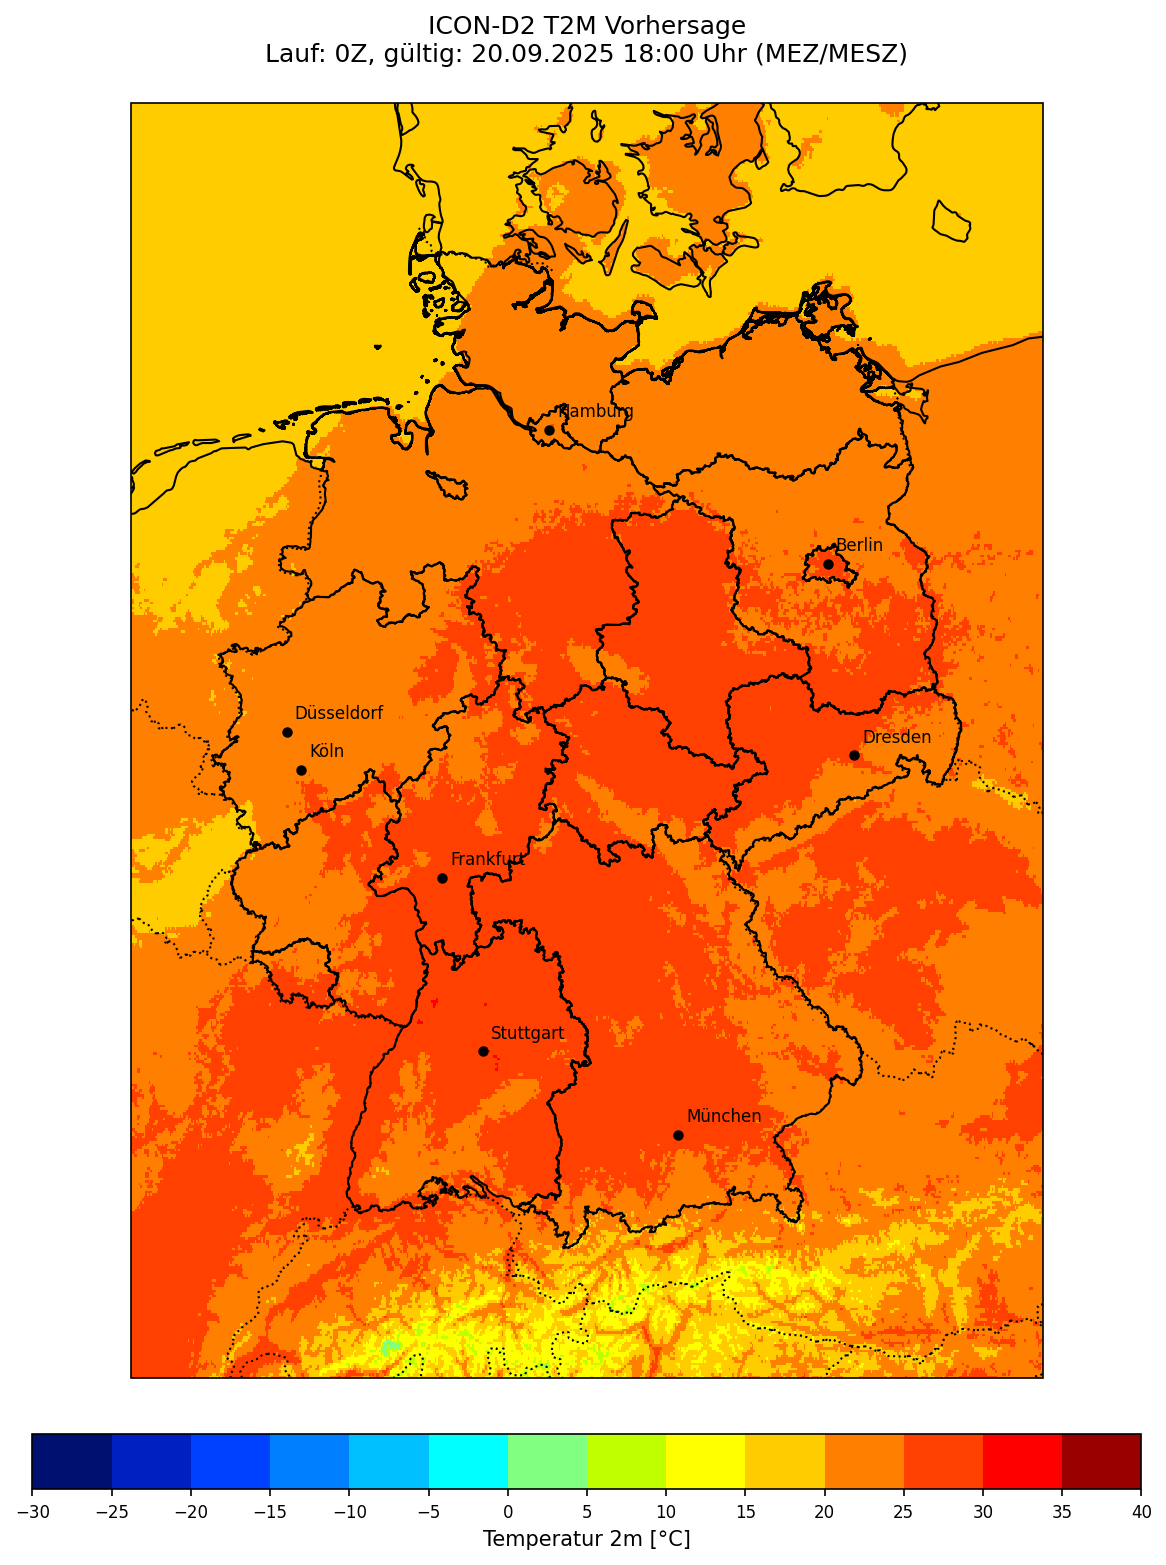 ICON-D2 T2M Vorhersage
Lauf: 0Z, gültig: 20.09.2025 18:00 Uhr (MEZ/MESZ)
Hamburg
Berlin
Düsseldorf
Köln
Dresden
Frankfurt
Stuttgart
München
−30 −25 −20 −15 −10 −5 0 5 10 15 20 25 30 35 40
Temperatur 2m [°C]